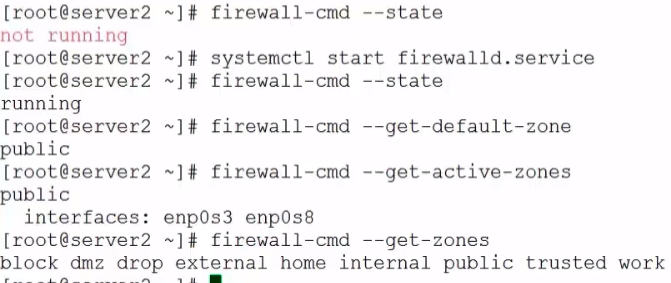 [root@server2 ~]# firewall-cmd --state
not running
[root@server2 ~]# systemctl start firewalld.service
[root@server2 ~]# firewall-cmd --state
running
[root@server2 ~]# firewall-cmd --get-default-zone
public
[root@server2 ~]# firewall-cmd --get-active-zones
public
  interfaces: enp0s3 enp0s8
[root@server2 ~]# firewall-cmd --get-zones
block dmz drop external home internal public trusted work
[root@server2 ~]#